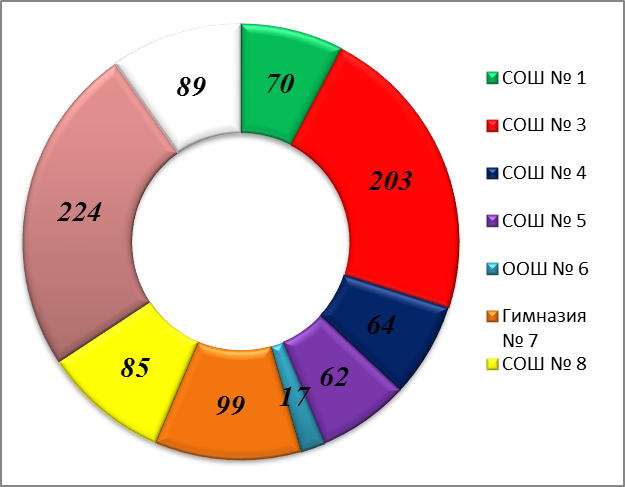 89
70
203
224
64
62
17
99
85
СОШ № 1
СОШ № 3
СОШ № 4
СОШ № 5
ООШ № 6
Гимназия
№ 7
СОШ № 8